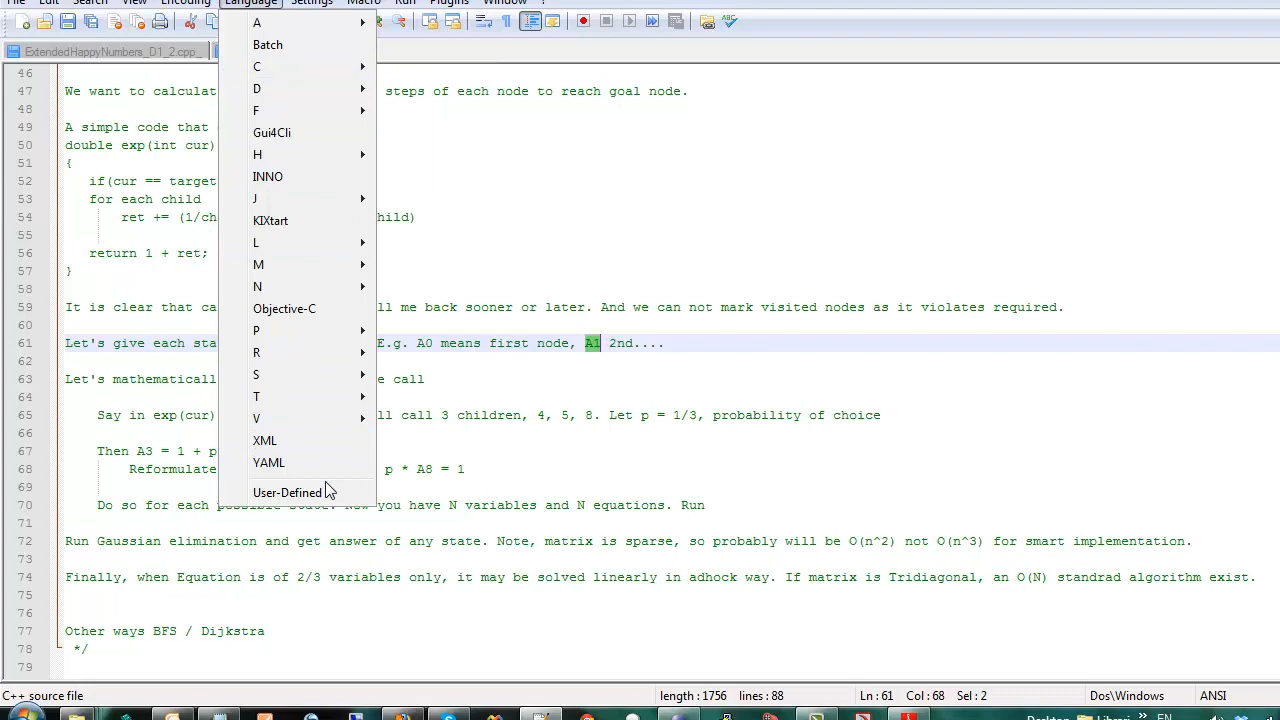 File Edit Search View Encoding Language Settings Macro Run Plugins Window ?
ExtendedHappyNumbers_D1_2.cpp_
A
Batch
C
D
F
Gui4Cli
H
INNO
J
KIXtart
L
M
N
Objective-C
P
R
S
T
V
XML
YAML
User-Defined
46
47 We want to calculat steps of each node to reach goal node.
48
49 A simple code that
50 double exp(int cur)
51 {
52 if(cur == target
53 for each child
54 ret += (1/ch hild)
55
56 return 1 + ret;
57 }
58
59 It is clear that ca ll me back sooner or later. And we can not mark visited nodes as it violates required.
60
61 Let's give each sta E.g. A0 means first node, A1 2nd....
62
63 Let's mathematicall e call
64
65 Say in exp(cur) ll call 3 children, 4, 5, 8. Let p = 1/3, probability of choice
66
67 Then A3 = 1 + p
68 Reformulate p * A8 = 1
69
70 Do so for each possible state. Now you have N variables and N equations. Run
71
72 Run Gaussian elimination and get answer of any state. Note, matrix is sparse, so probably will be O(n^2) not O(n^3) for smart implementation.
73
74 Finally, when Equation is of 2/3 variables only, it may be solved linearly in adhock way. If matrix is Tridiagonal, an O(N) standrad algorithm exist.
75
76
77 Other ways BFS / Dijkstra
78 */
79
C++ source file length : 1756 lines : 88 Ln : 61 Col : 68 Sel : 2 Dos\Windows ANSI
Desktop Libraries EN